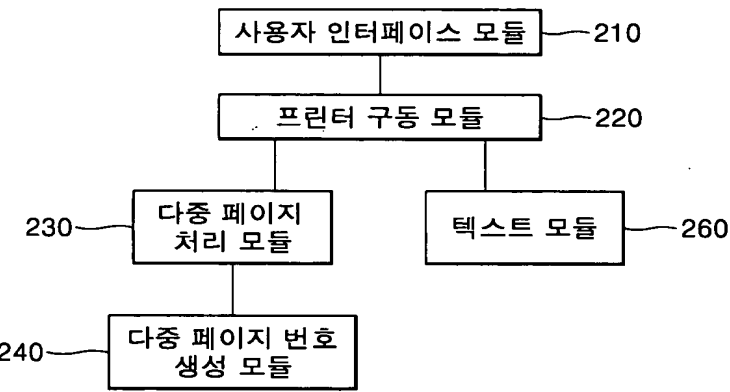 사용자 인터페이스 모듈 210
프린터 구동 모듈 220
230 다중 페이지
처리 모듈
텍스트 모듈 260
240 다중 페이지 번호
생성 모듈